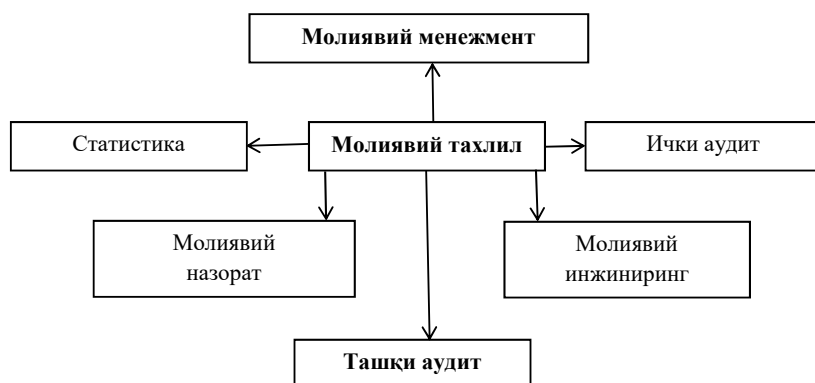 Молиявий менежмент
Статистика
Молиявий тахлил
Ички аудит
Молиявий
назорат
Молиявий
инжиниринг
Ташқи аудит